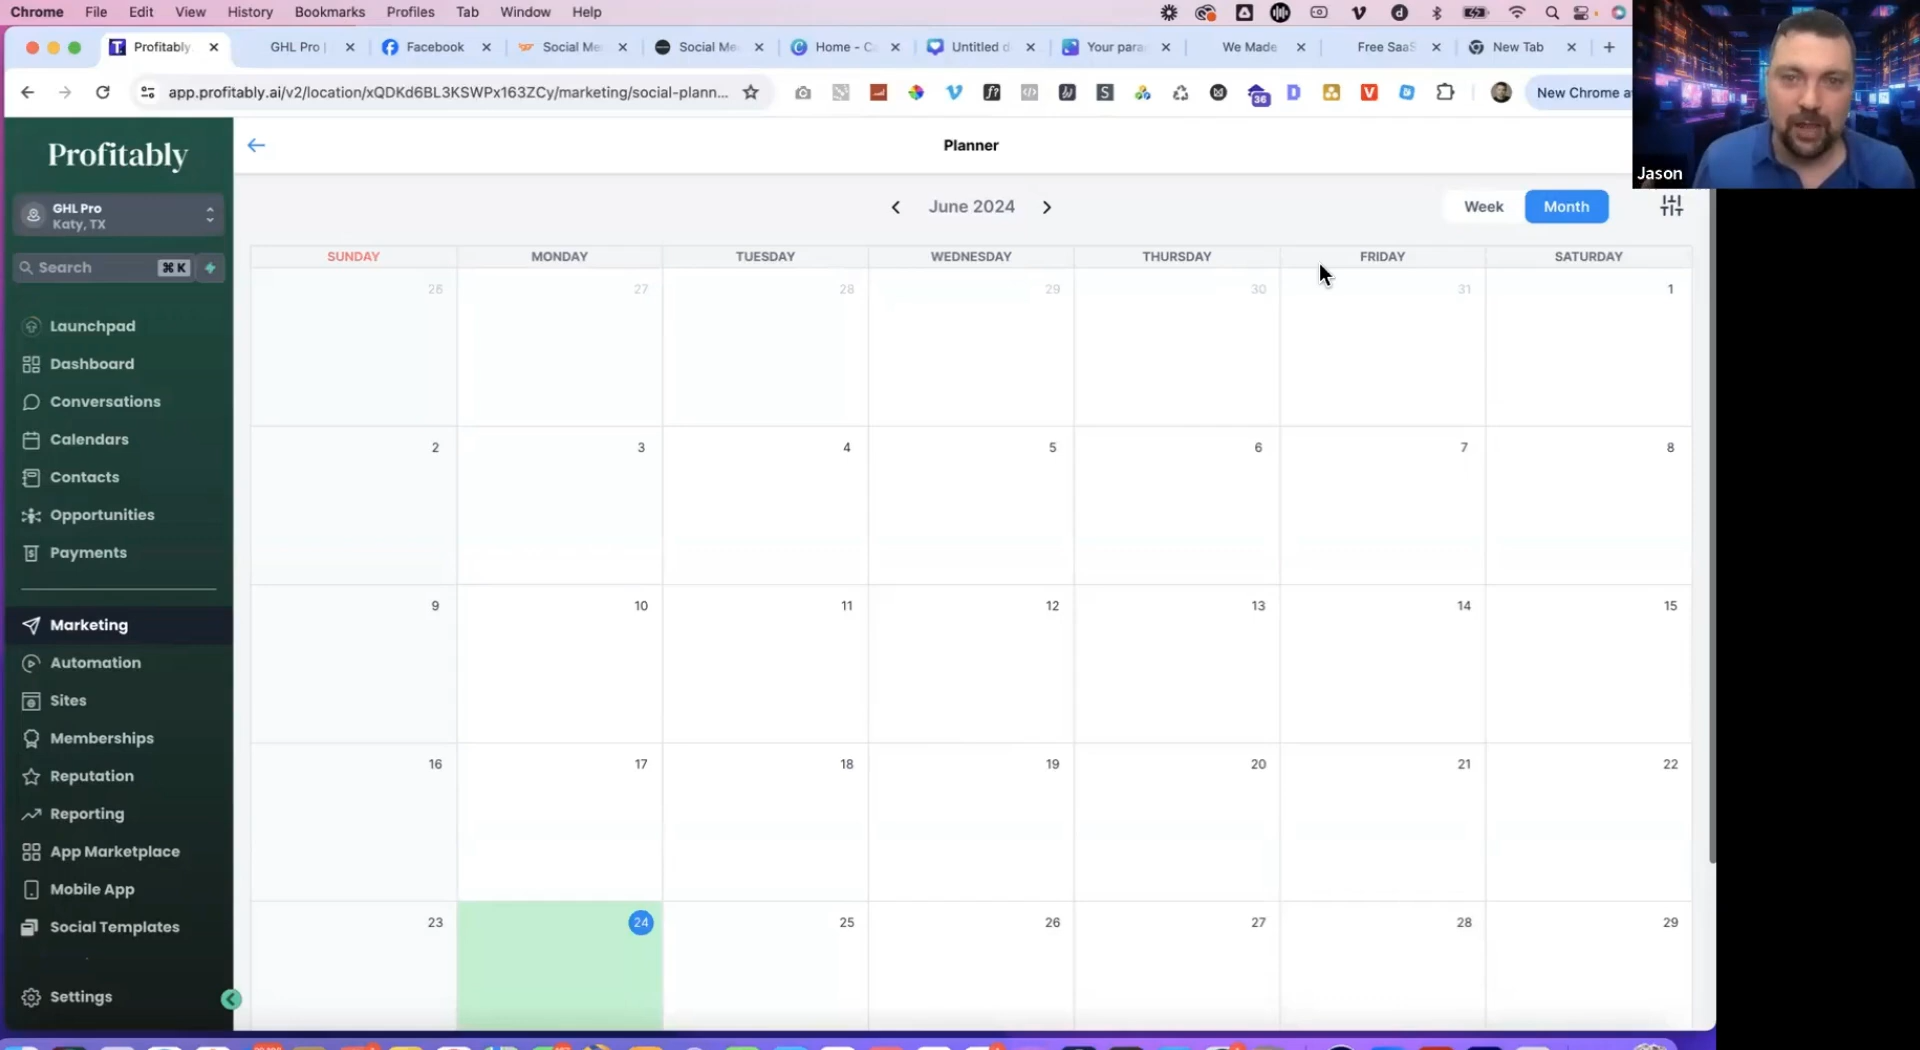 Chrome File Edit View History Bookmarks Profiles Tab Window Help
Profitably GHL Pro | Facebook Social Me Social Me Home - C Untitled d Your para We Made Free SaaS New Tab
app.profitably.ai/v2/location/xQDKd6BL3KSWPx163ZCy/marketing/social-plann... 36 New Chrome a
Jason
Profitably
GHL Pro
Katy, TX
Search ⌘ K
Launchpad
Dashboard
Conversations
Calendars
Contacts
Opportunities
Payments
Marketing
Automation
Sites
Memberships
Reputation
Reporting
App Marketplace
Mobile App
Social Templates
Settings
Planner
June 2024
Week Month
SUNDAY MONDAY TUESDAY WEDNESDAY THURSDAY FRIDAY SATURDAY
26 27 28 29 30 31 1
2 3 4 5 6 7 8
9 10 11 12 13 14 15
16 17 18 19 20 21 22
23 24 25 26 27 28 29